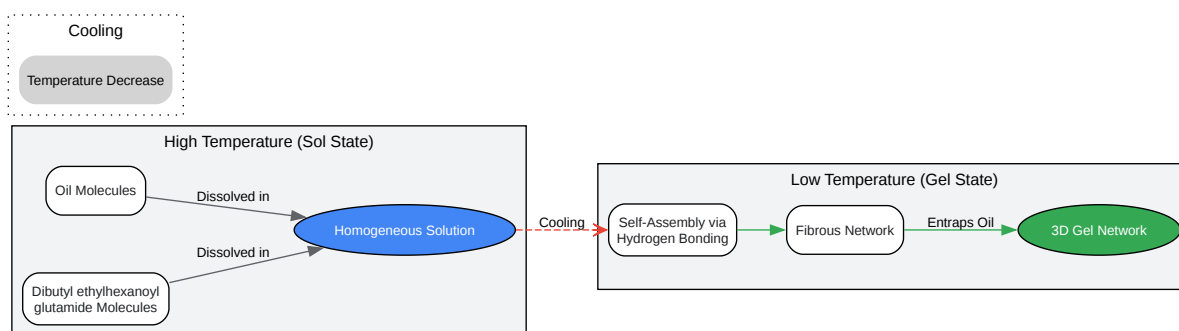 Cooling
Temperature Decrease
High Temperature (Sol State)
Oil Molecules
Dissolved in
Homogeneous Solution
Dissolved in
Dibutyl ethylhexanoyl
glutamide Molecules
Cooling
Low Temperature (Gel State)
Self-Assembly via
Hydrogen Bonding
Fibrous Network
Entraps Oil
3D Gel Network